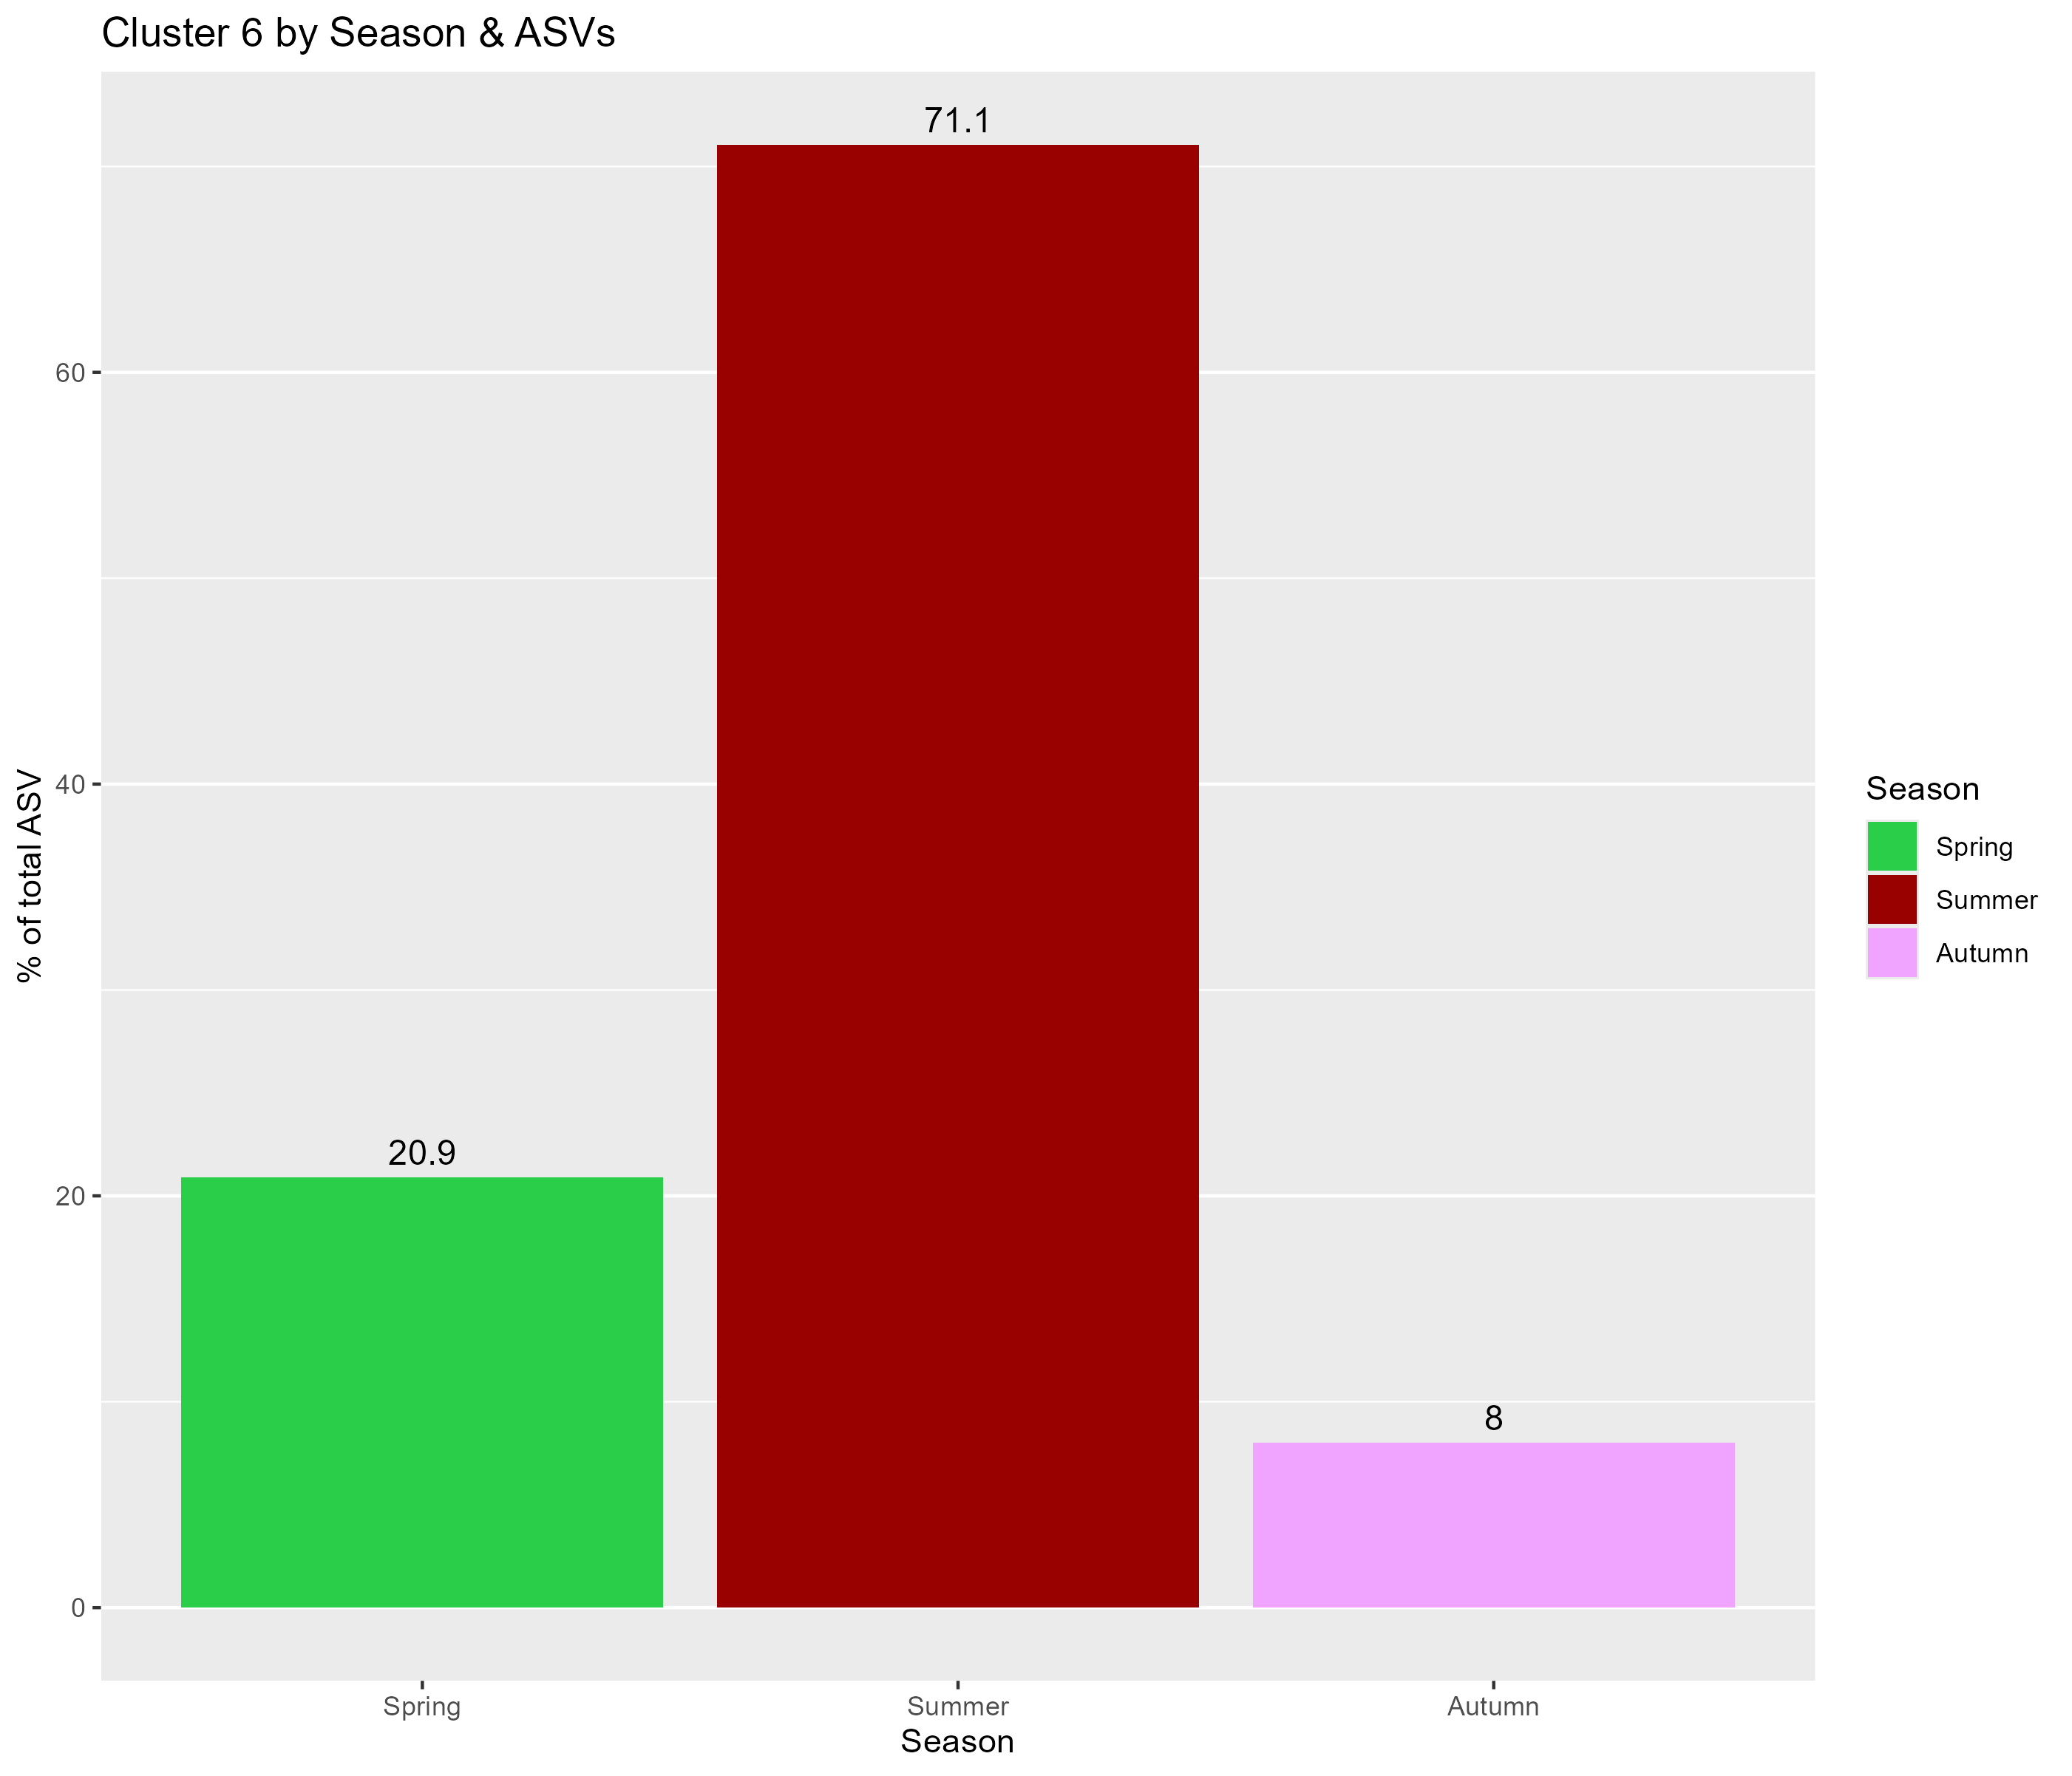 Cluster 6 by Season & ASVs
% of total ASV
60
40
20
0
71.1
20.9
8
Spring
Summer
Autumn
Season
Season
Spring
Summer
Autumn